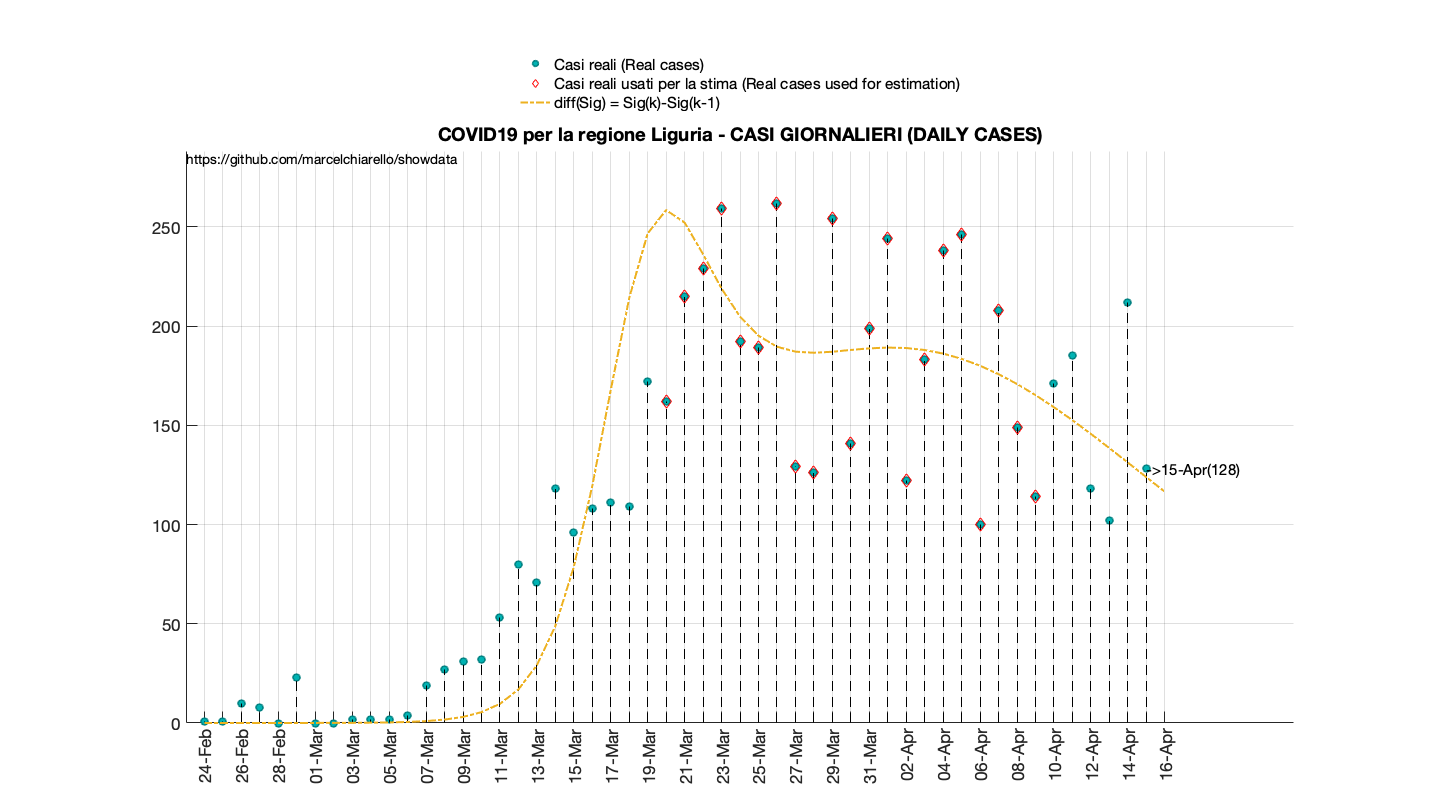 Casi reali (Real cases)
Casi reali usati per la stima (Real cases used for estimation)
diff(Sig) = Sig(k)-Sig(k-1)
COVID19 per la regione Liguria - CASI GIORNALIERI (DAILY CASES)
https://github.com/marcelchiarello/showdata
250
200
150
100
50
0
->15-Apr(128)
24-Feb
26-Feb
28-Feb
01-Mar
03-Mar
05-Mar
07-Mar
09-Mar
11-Mar
13-Mar
15-Mar
17-Mar
19-Mar
21-Mar
23-Mar
25-Mar
27-Mar
29-Mar
31-Mar
02-Apr
04-Apr
06-Apr
08-Apr
10-Apr
12-Apr
14-Apr
16-Apr